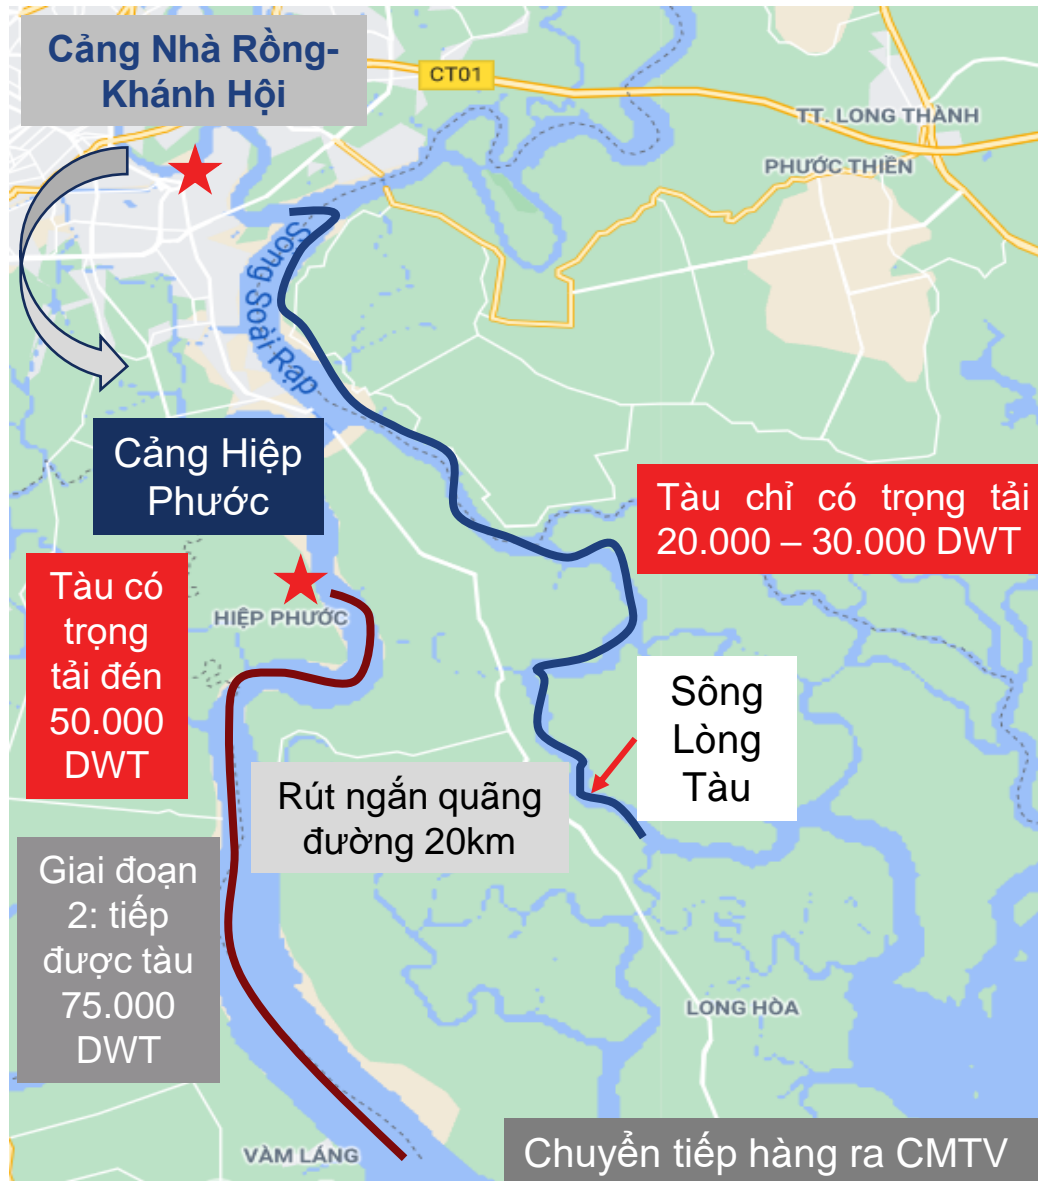 Cảng Nhà Rồng-
Khánh Hội
CT01
TT. LONG THÀNH
PHƯỚC THIỀN
Sông Soài Rạp
Cảng Hiệp
Phước
Tàu chỉ có trọng tải
20.000 – 30.000 DWT
Tàu có
trọng
tải đén
50.000
DWT
HIỆP PHƯỚC
Sông
Lòng
Tàu
Rút ngắn quãng
đường 20km
Giai đoạn
2: tiếp
được tàu
75.000
DWT
LONG HÒA
VÀM LÁNG
Chuyển tiếp hàng ra CMTV